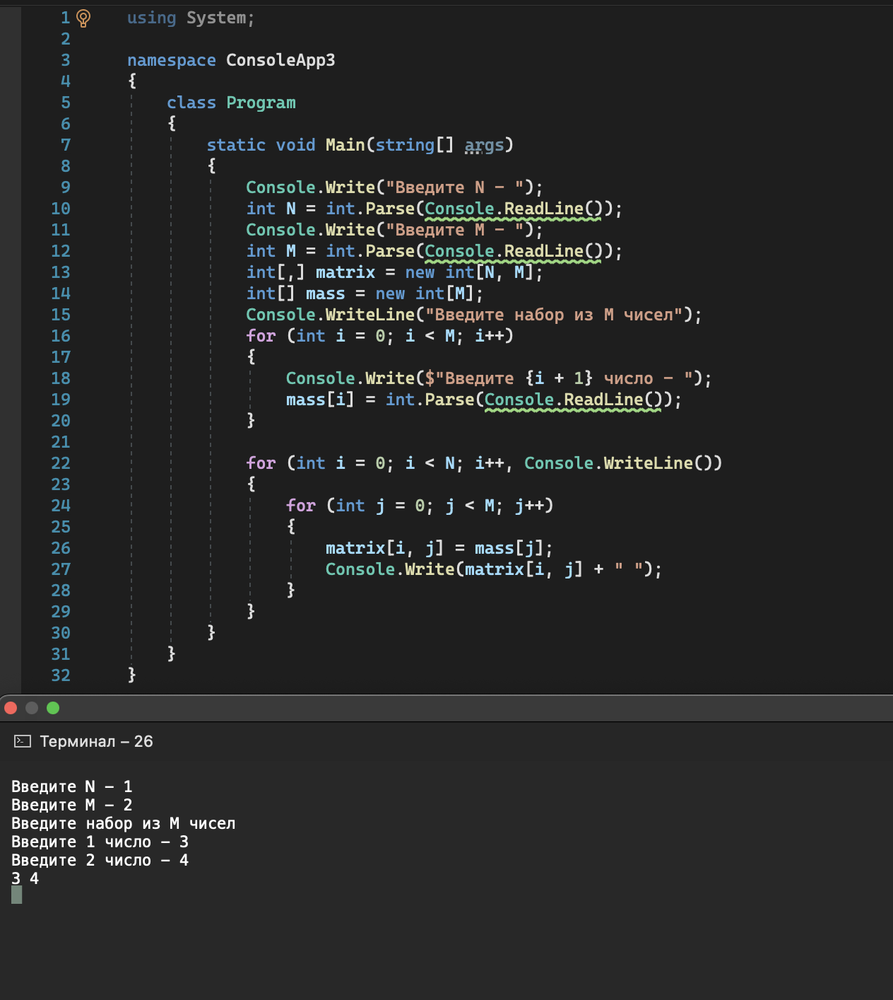 1 using System;
2
3 namespace ConsoleApp3
4 {
5 class Program
6 {
7 static void Main(string[] args)
8 {
9 Console.Write("Введите N - ");
10 int N = int.Parse(Console.ReadLine());
11 Console.Write("Введите M - ");
12 int M = int.Parse(Console.ReadLine());
13 int[,] matrix = new int[N, M];
14 int[] mass = new int[M];
15 Console.WriteLine("Введите набор из M чисел");
16 for (int i = 0; i < M; i++)
17 {
18 Console.Write($"Введите {i + 1} число - ");
19 mass[i] = int.Parse(Console.ReadLine());
20 }
21
22 for (int i = 0; i < N; i++, Console.WriteLine())
23 {
24 for (int j = 0; j < M; j++)
25 {
26 matrix[i, j] = mass[j];
27 Console.Write(matrix[i, j] + " ");
28 }
29 }
30 }
31 }
32 }
Терминал – 26
Введите N - 1
Введите M - 2
Введите набор из M чисел
Введите 1 число - 3
Введите 2 число - 4
3 4